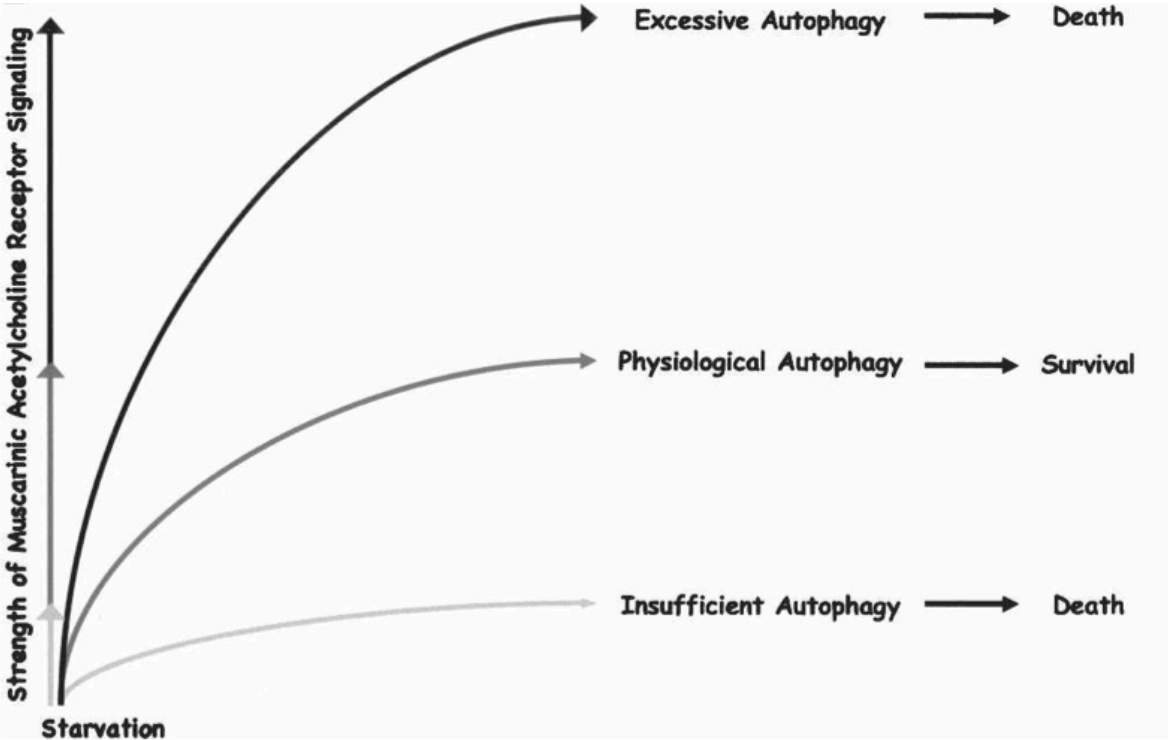 Strength of Muscarinic Acetylcholine Receptor Signaling
Excessive Autophagy Death
Physiological Autophagy Survival
Insufficient Autophagy Death
Starvation